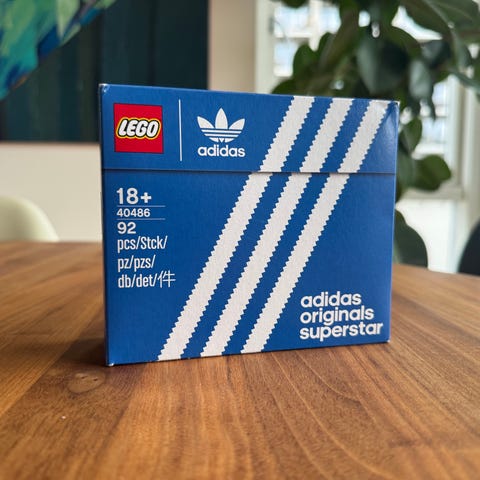 LEGO
adidas
18+
40486
92
pcs/Stck/
pz/pzs/
db/det/件
adidas
originals
superstar